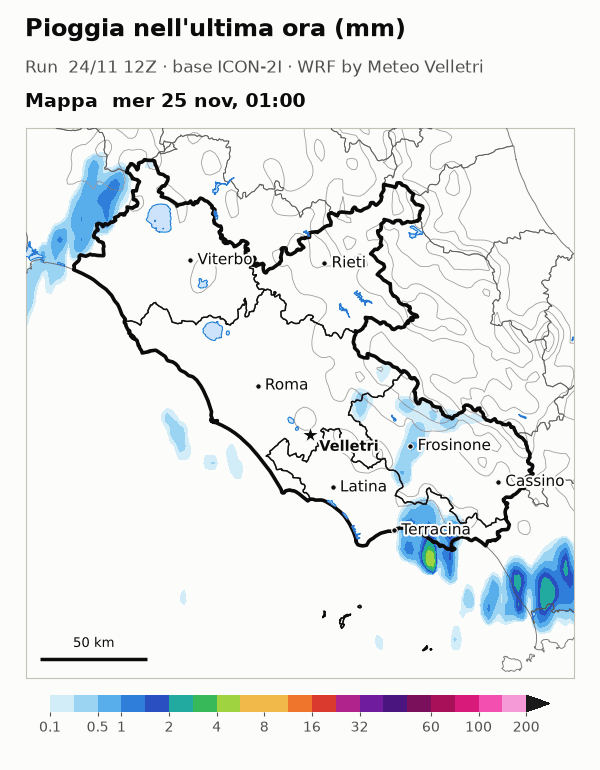 Pioggia nell'ultima ora (mm)
Run  24/11 12Z · base ICON-2I · WRF by Meteo Velletri
Mappa  mer 25 nov, 01:00
Viterbo
Rieti
Roma
Velletri
Frosinone
Latina
Cassino
Terracina
50 km
0.1 0.5 1 2 4 8 16 32 60 100 200